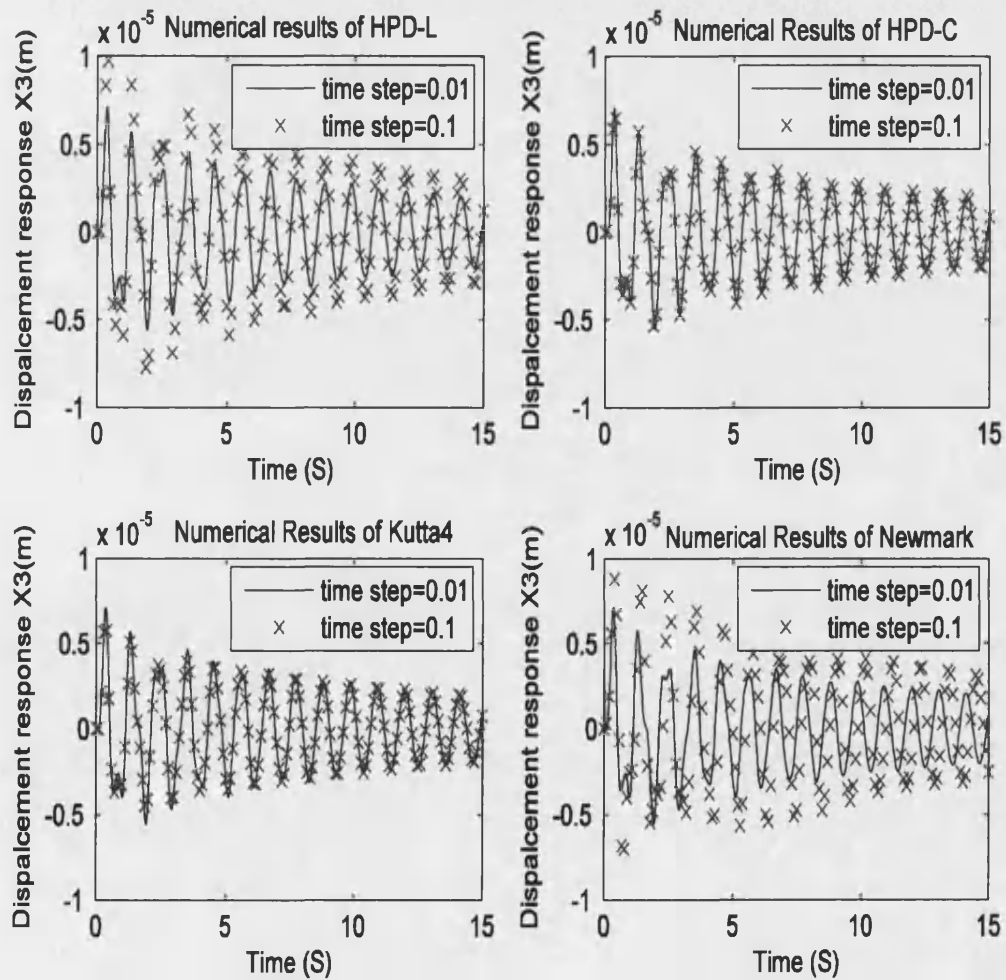 x 10^-5 Numerical results of HPD-L
Dispalcement response X3(m)
1
0.5
0
-0.5
-1
time step=0.01
time step=0.1
0 5 10 15
Time (S)
x 10^-5 Numerical Results of HPD-C
Dispalcement response X3(m)
1
0.5
0
-0.5
-1
time step=0.01
time step=0.1
0 5 10 15
Time (S)
x 10^-5 Numerical Results of Kutta4
Dispalcement response X3(m)
1
0.5
0
-0.5
-1
time step=0.01
time step=0.1
0 5 10 15
Time (S)
x 10^-5 Numerical Results of Newmark
Dispalcement response X3(m)
1
0.5
0
-0.5
-1
time step=0.01
time step=0.1
0 5 10 15
Time (S)